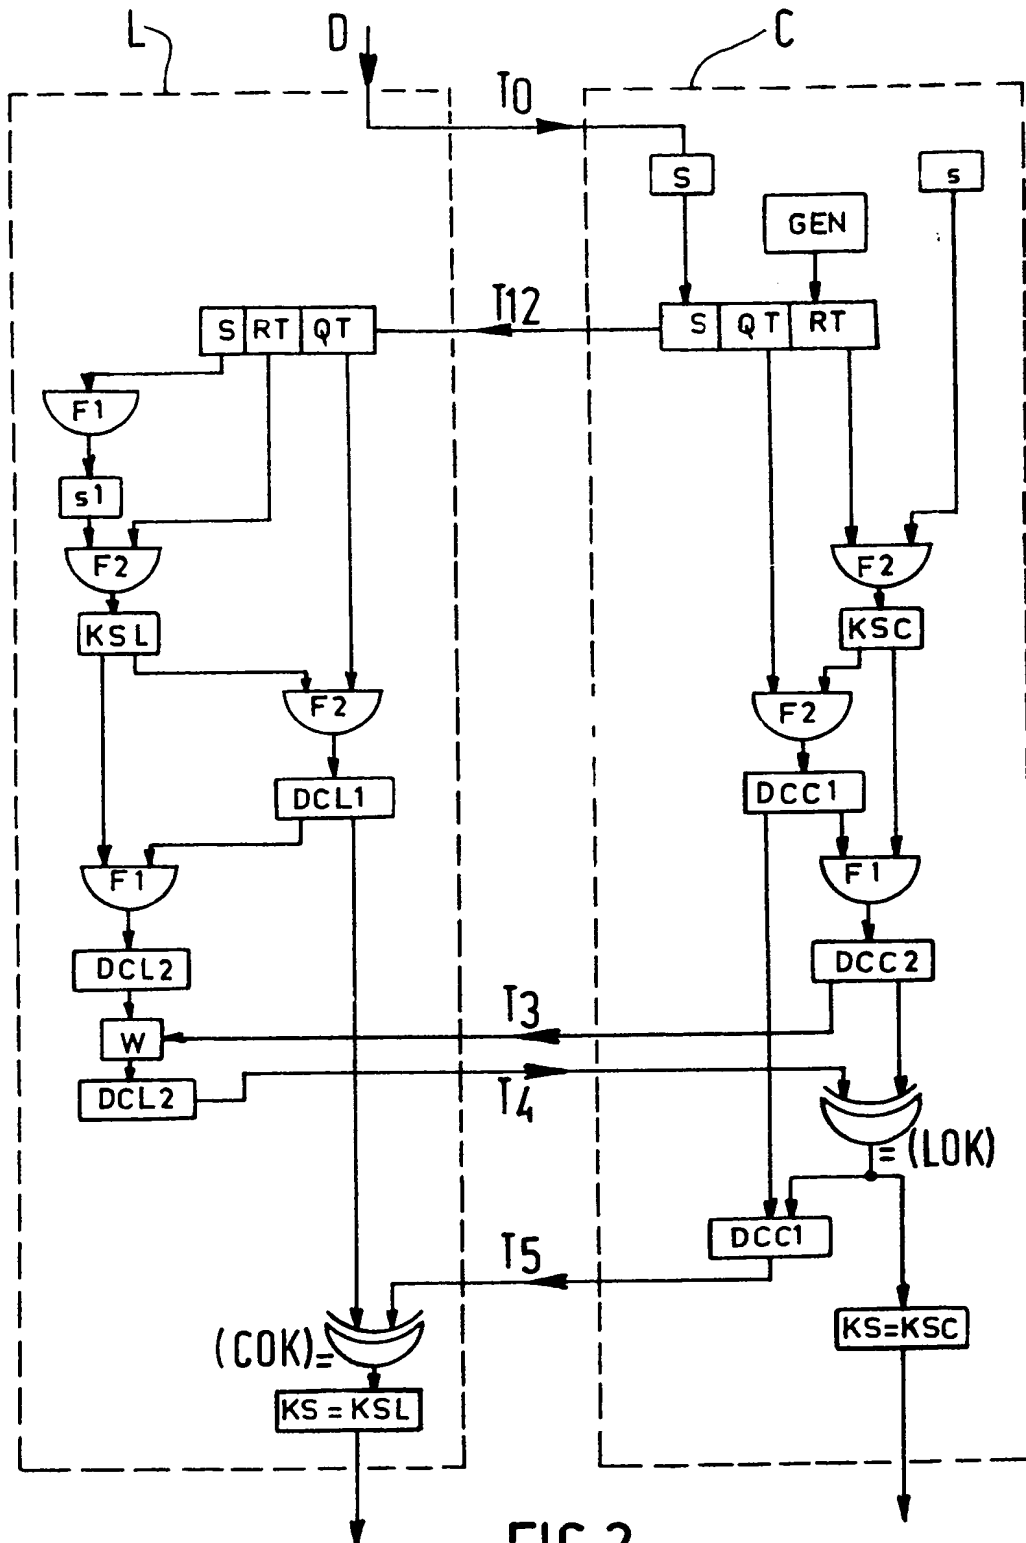 L D C
T0
S s
GEN
T12
S RT QT S QT RT
F1
s1
F2 F2
KSL KSC
F2 F2
DCL1 DCC1
F1 F1
DCL2 DCC2
T3
W
DCL2
T4
= (LOK)
DCC1
T5
KS=KSC
(COK)=
KS=KSL